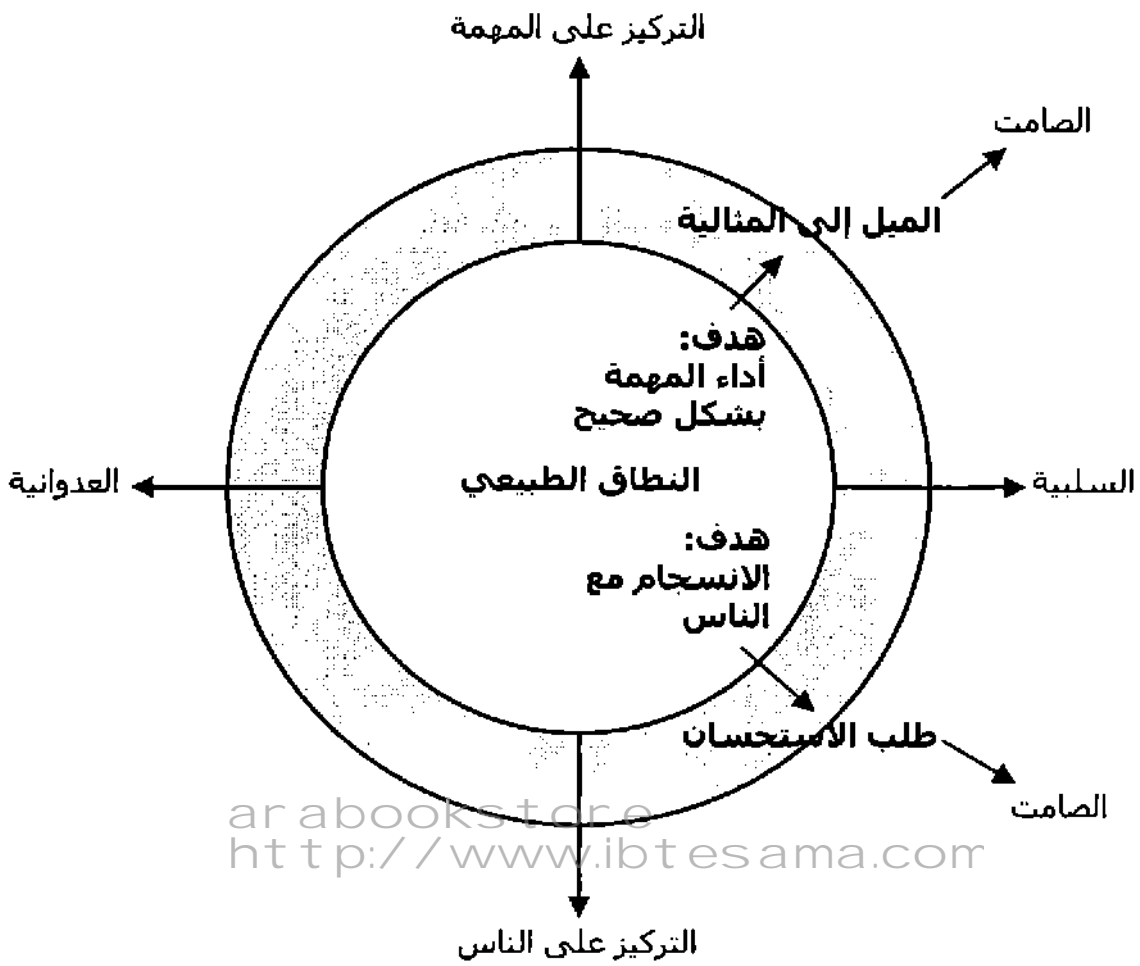 التركيز على المهمة
الصامت
الميل إلى المثالية
هدف:
أداء المهمة
بشكل صحيح
العدوانية
النطاق الطبيعي
السلبية
هدف:
الانسجام مع
الناس
طلب الاستحسان
الصامت
arabookstore
http://www.ibtesama.com
التركيز على الناس